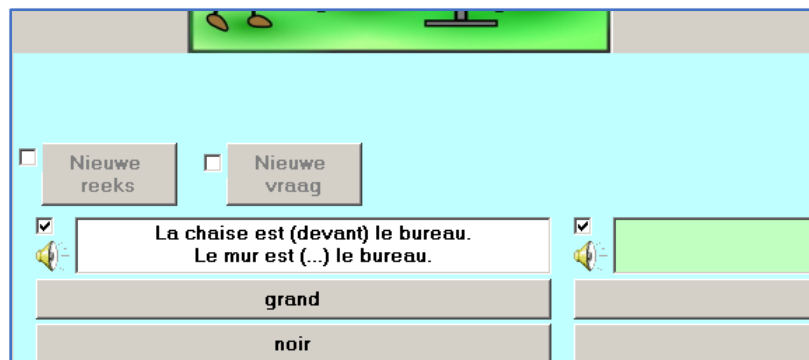 Nieuwe
reeks
Nieuwe
vraag
La chaise est (devant) le bureau.
Le mur est (...) le bureau.
grand
noir